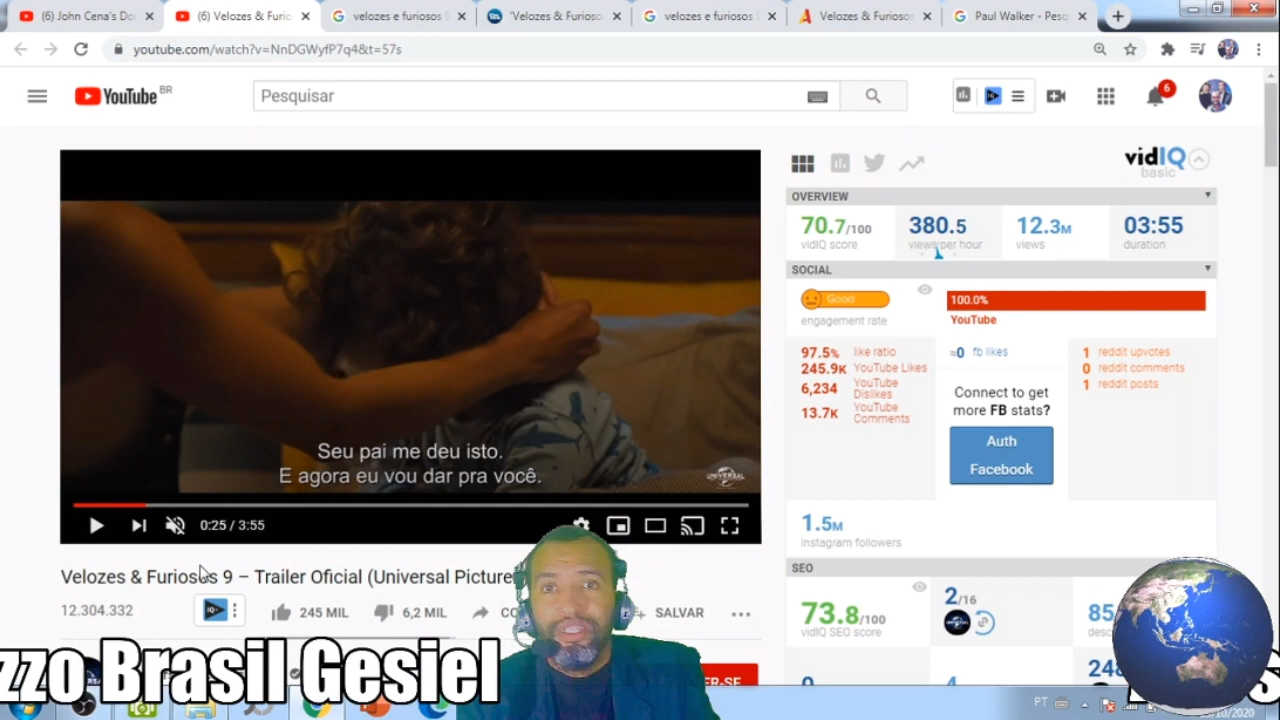 (6) John Cena's Do
(6) Velozes & Furio
velozes e furiosos
Velozes & Furiosos
Paul Walker - Pesq
youtube.com/watch?v=NnDGWyfP7q4&t=57s
YouTube BR
Pesquisar
6
vidIQ
basic
OVERVIEW
70.7/100
vidIQ score
380.5
views per hour
12.3M
views
03:55
duration
SOCIAL
Good
engagement rate
100.0%
YouTube
97.5% like ratio
245.9K YouTube Likes
6,234 YouTube Dislikes
13.7K YouTube Comments
≈0 fb likes
Connect to get
more FB stats?
Auth
Facebook
1 reddit upvotes
0 reddit comments
1 reddit posts
1.5M
instagram followers
SEO
73.8/100
vidIQ SEO score
2/16
Seu pai me deu isto.
E agora eu vou dar pra você.
UNIVERSAL
0:25 / 3:55
Velozes & Furiosos 9 – Trailer Oficial (Universal Picture
12.304.332
245 MIL
6,2 MIL
SALVAR
ER-SE
zzo Brasil Gesiel
PT